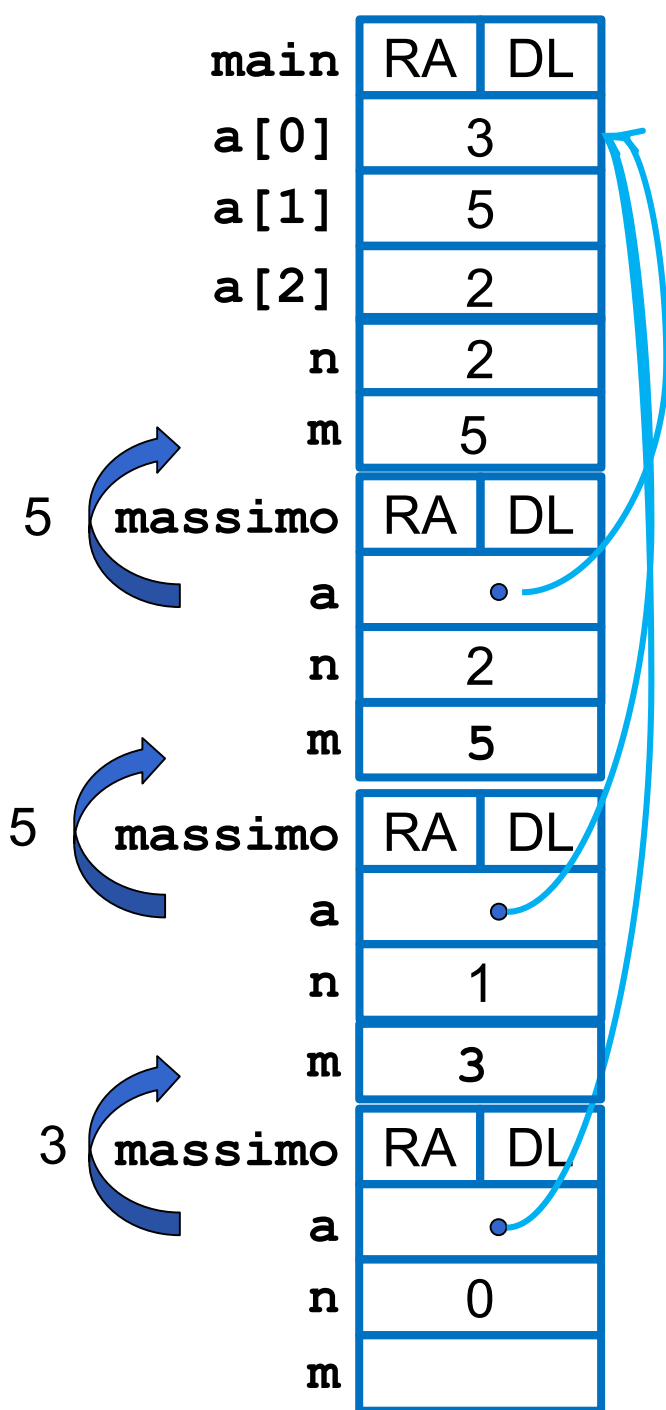 main RA DL
a[0] 3
a[1] 5
a[2] 2
n 2
m 5
5 massimo RA DL
a
n 2
m 5
5 massimo RA DL
a
n 1
m 3
3 massimo RA DL
a
n 0
m